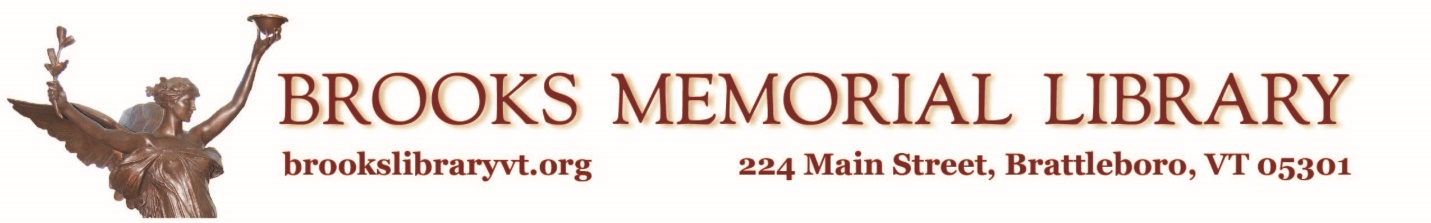 BROOKS MEMORIAL LIBRARY
brookslibraryvt.org 224 Main Street, Brattleboro, VT 05301